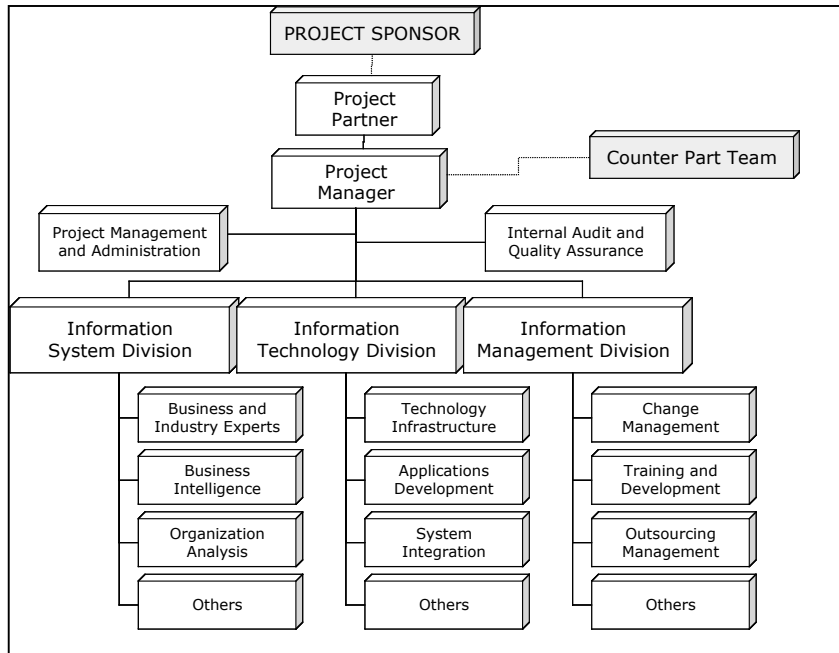 PROJECT SPONSOR
Project
Partner
Project
Manager
Counter Part Team
Project Management
and Administration
Internal Audit and
Quality Assurance
Information
System Division
Information
Technology Division
Information
Management Division
Business and
Industry Experts
Business
Intelligence
Organization
Analysis
Others
Technology
Infrastructure
Applications
Development
System
Integration
Others
Change
Management
Training and
Development
Outsourcing
Management
Others